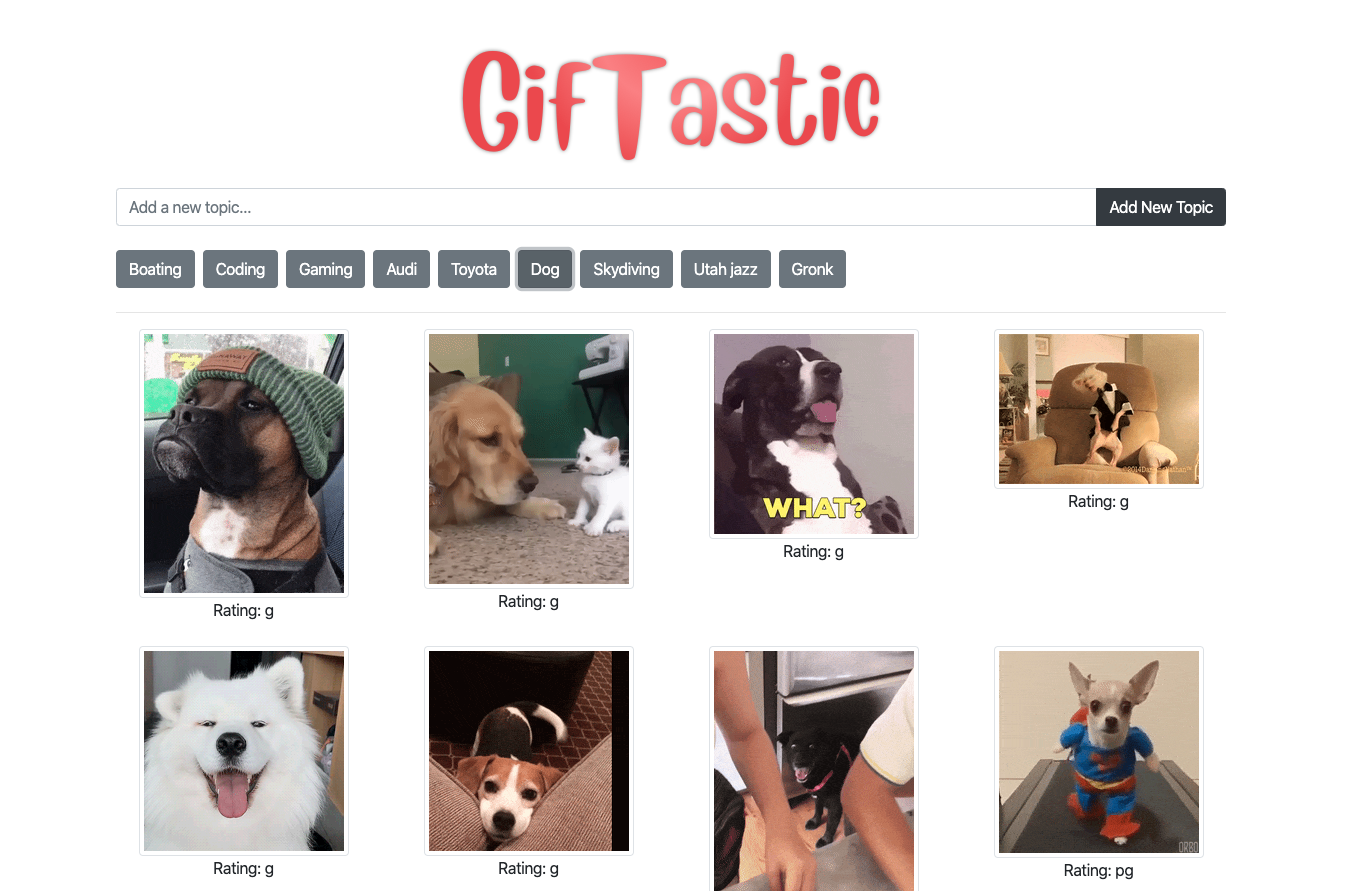 GifTastic
Add a new topic...
Add New Topic
Boating
Coding
Gaming
Audi
Toyota
Dog
Skydiving
Utah jazz
Gronk
WHAT?
Rating: g
Rating: g
Rating: g
Rating: g
ORBO
Rating: g
Rating: g
Rating: pg